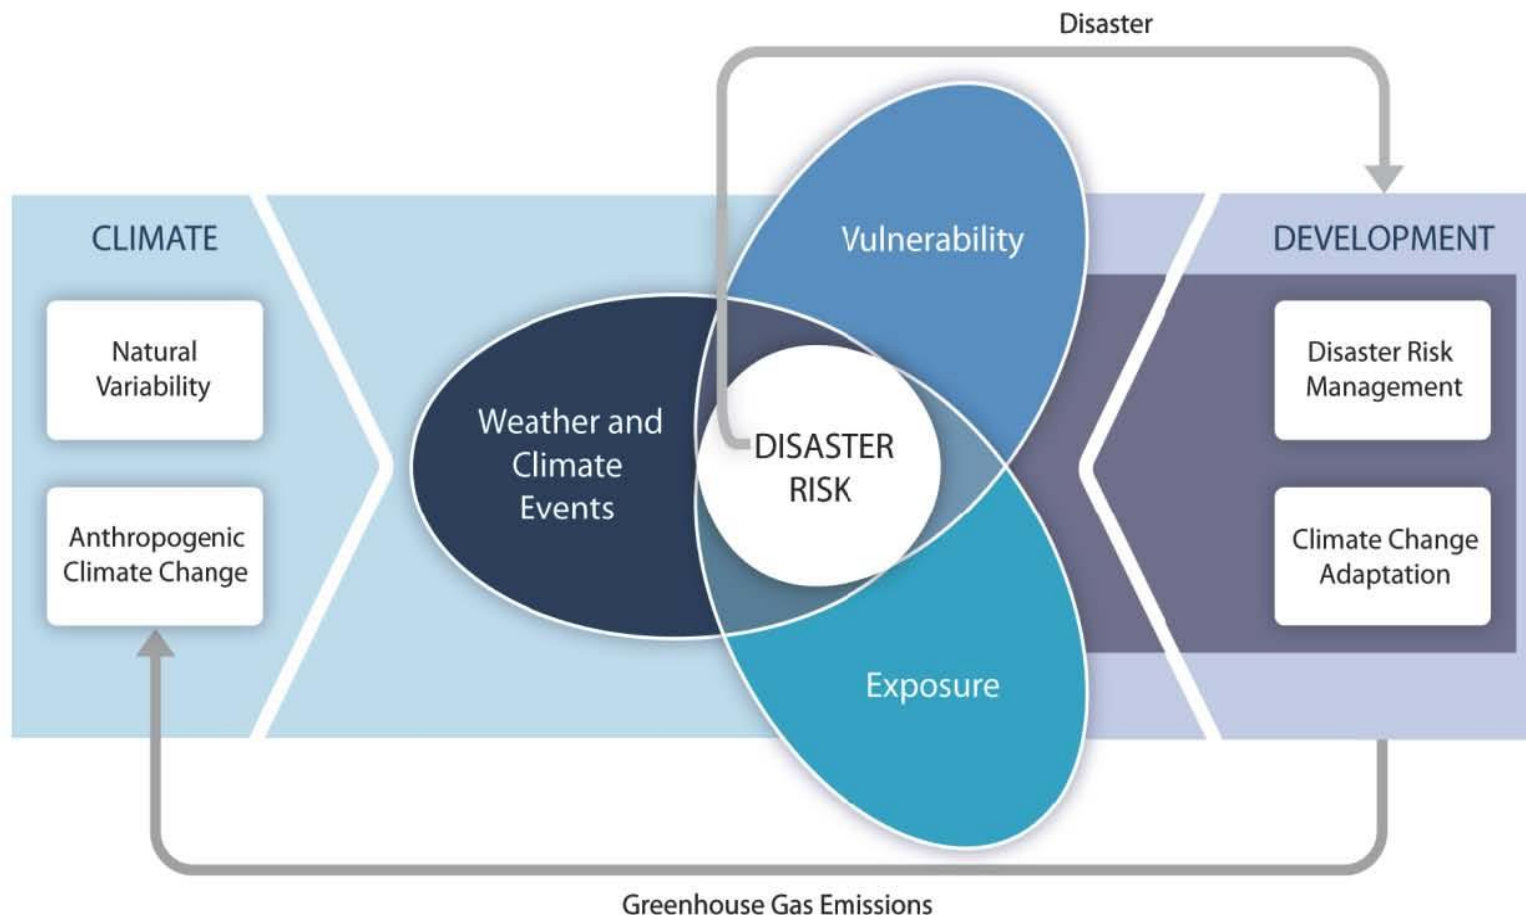 Disaster
CLIMATE
Natural
Variability
Anthropogenic
Climate Change
Weather and
Climate
Events
Vulnerability
DISASTER
RISK
Exposure
DEVELOPMENT
Disaster Risk
Management
Climate Change
Adaptation
Greenhouse Gas Emissions